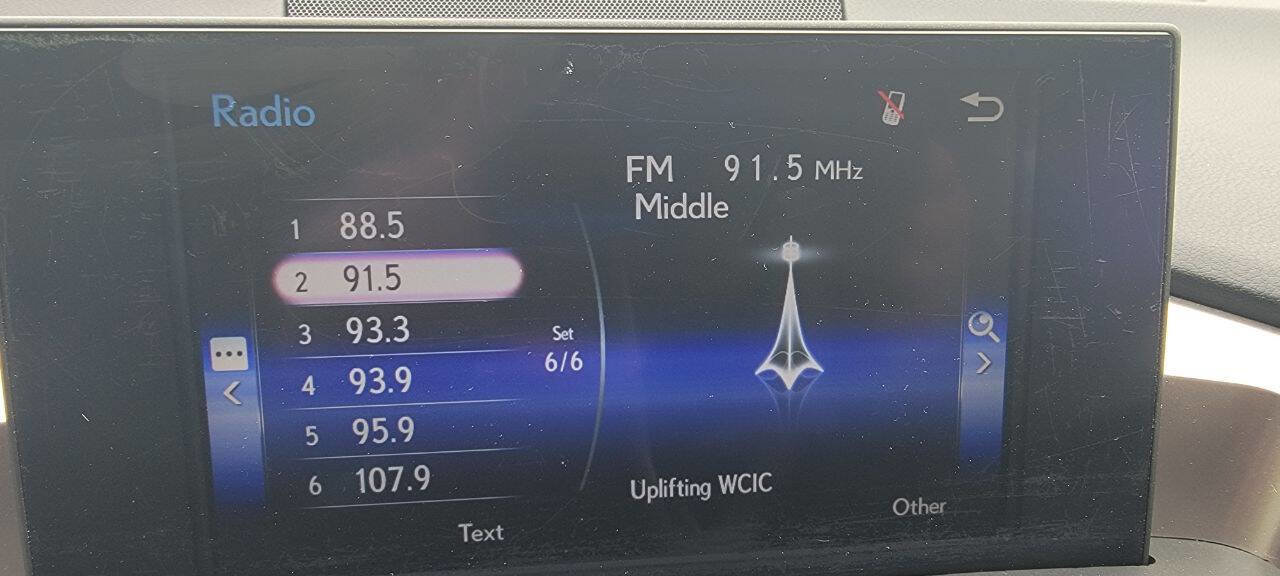 Radio
FM 91.5 MHz
Middle
1 88.5
2 91.5
3 93.3
4 93.9
5 95.9
6 107.9
Set
6/6
Uplifting WCIC
Other
Text